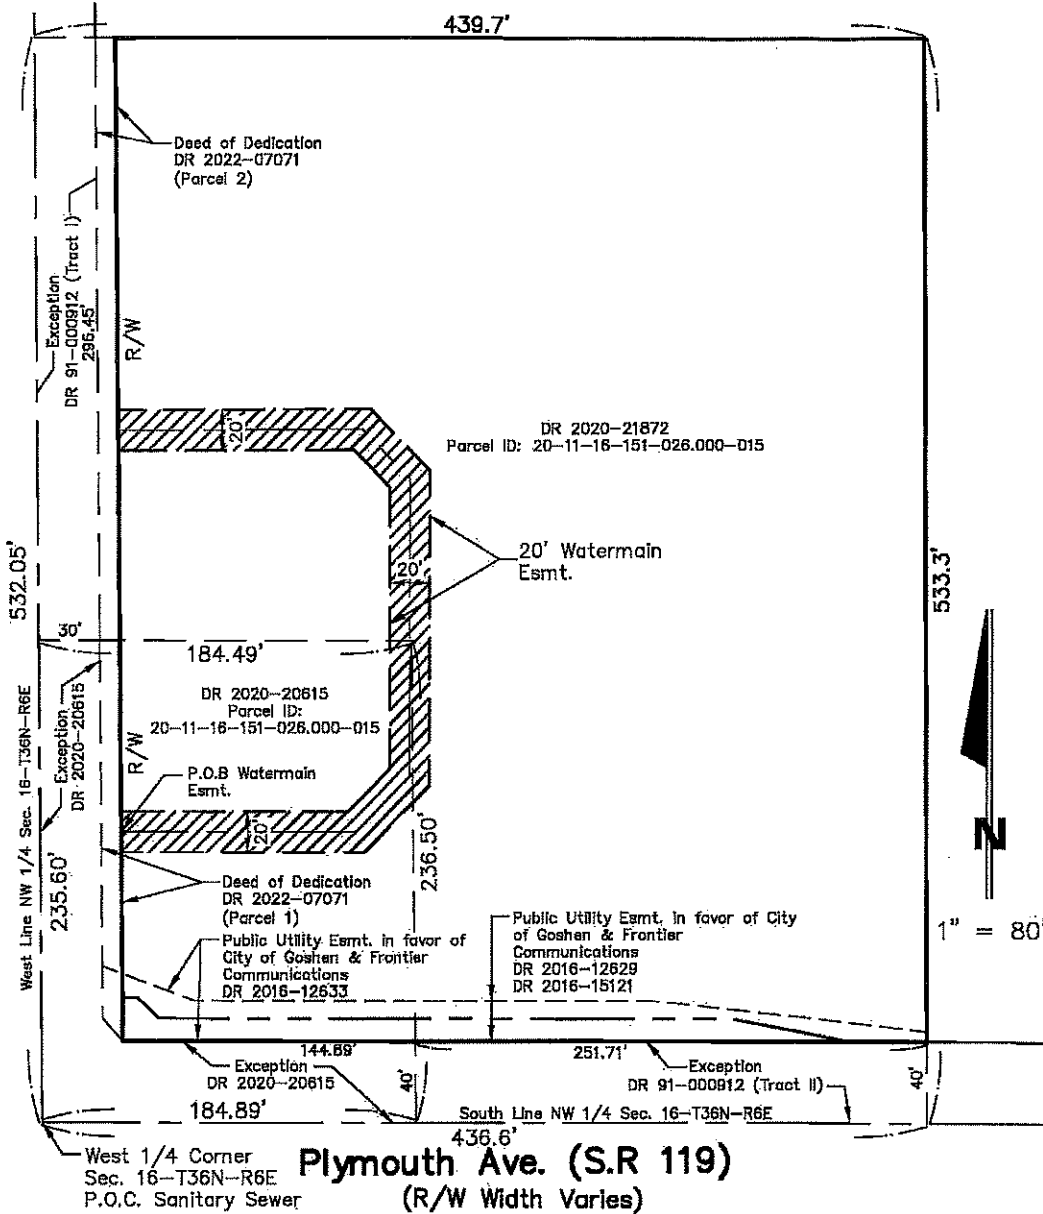 439.7'
Deed of Dedication
DR 2022-07071
(Parcel 2)
Exception
DR 91-000912 (Tract I)
296.45'
R/W
20'
DR 2020-21872
Parcel ID: 20-11-16-151-026.000-015
20' Watermain
Esmt.
20'
532.05'
533.3'
30'
184.49'
DR 2020-20615
Parcel ID:
20-11-16-151-026.000-015
West Line NW 1/4 Sec. 16-T36N-R6E
Exception
DR 2020-20615
R/W
P.O.B Watermain
Esmt.
20'
235.60'
236.50'
N
1" = 80'
Deed of Dedication
DR 2022-07071
(Parcel 1)
Public Utility Esmt. in favor of
City of Goshen & Frontier
Communications
DR 2016-12633
Public Utility Esmt. in favor of City
of Goshen & Frontier
Communications
DR 2016-12629
DR 2016-15121
144.89'
251.71'
Exception
DR 2020-20615
40'
Exception
DR 91-000912 (Tract II)
40'
184.89'
South Line NW 1/4 Sec. 16-T36N-R6E
436.6'
West 1/4 Corner
Sec. 16-T36N-R6E
P.O.C. Sanitary Sewer
Plymouth Ave. (S.R 119)
(R/W Width Varies)